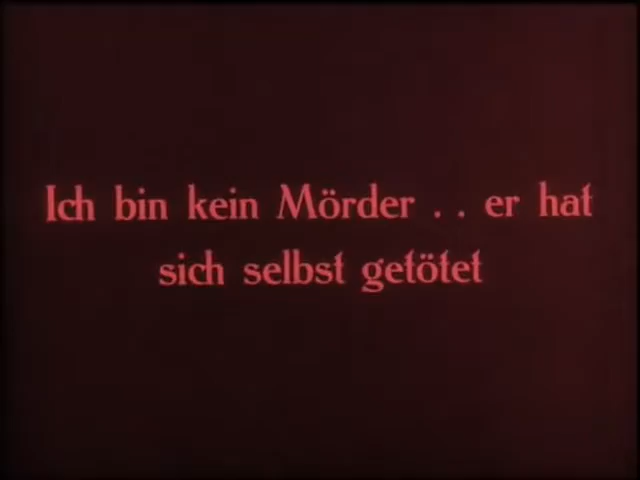 Ich bin kein Mörder . . er hat
sich selbst getötet